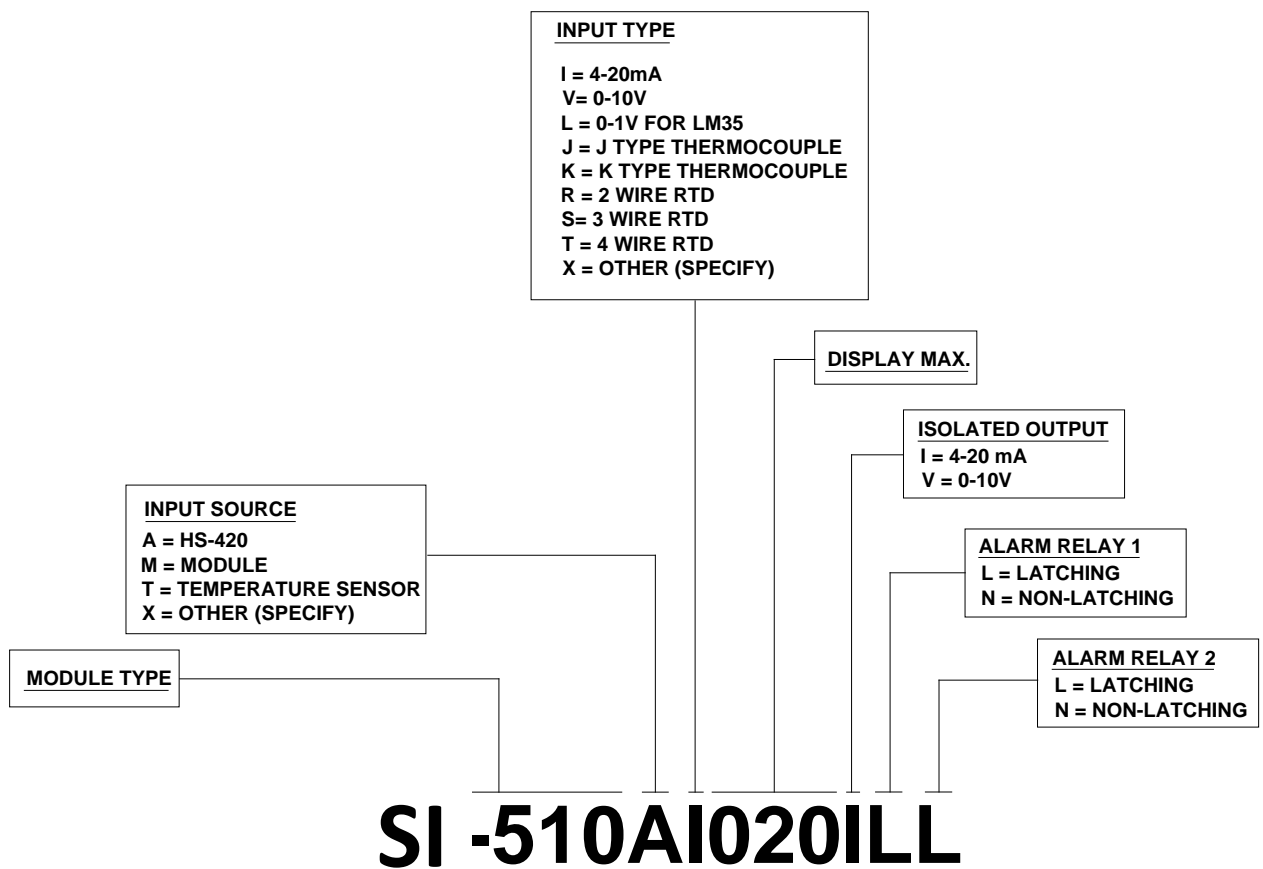 INPUT TYPE
I = 4-20mA
V= 0-10V
L = 0-1V FOR LM35
J = J TYPE THERMOCOUPLE
K = K TYPE THERMOCOUPLE
R = 2 WIRE RTD
S= 3 WIRE RTD
T = 4 WIRE RTD
X = OTHER (SPECIFY)
DISPLAY MAX.
ISOLATED OUTPUT
I = 4-20 mA
V = 0-10V
INPUT SOURCE
A = HS-420
M = MODULE
T = TEMPERATURE SENSOR
X = OTHER (SPECIFY)
ALARM RELAY 1
L = LATCHING
N = NON-LATCHING
MODULE TYPE
ALARM RELAY 2
L = LATCHING
N = NON-LATCHING
SI -510AI020ILL